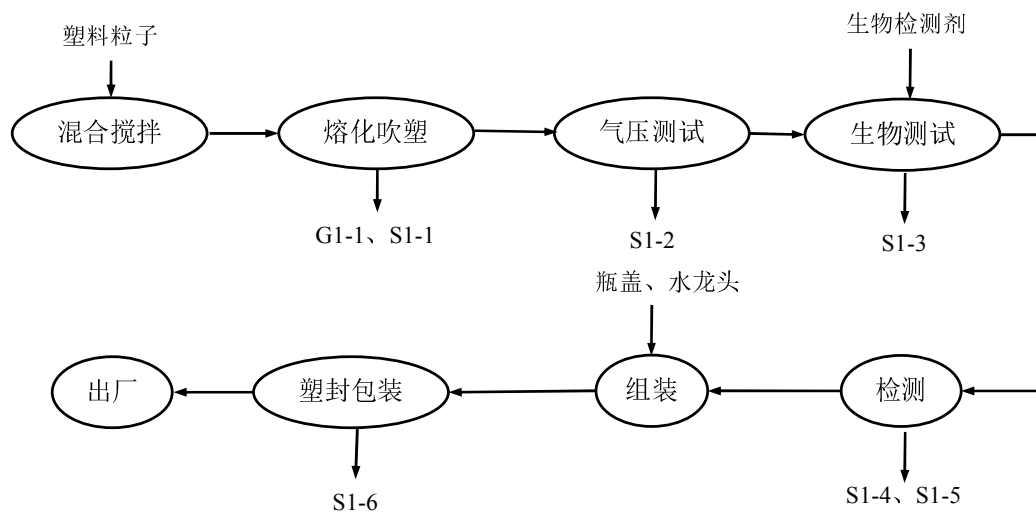 塑料粒子
生物检测剂
混合搅拌
熔化吹塑
气压测试
生物测试
G1-1、S1-1
S1-2
S1-3
瓶盖、水龙头
出厂
塑封包装
组装
检测
S1-6
S1-4、S1-5